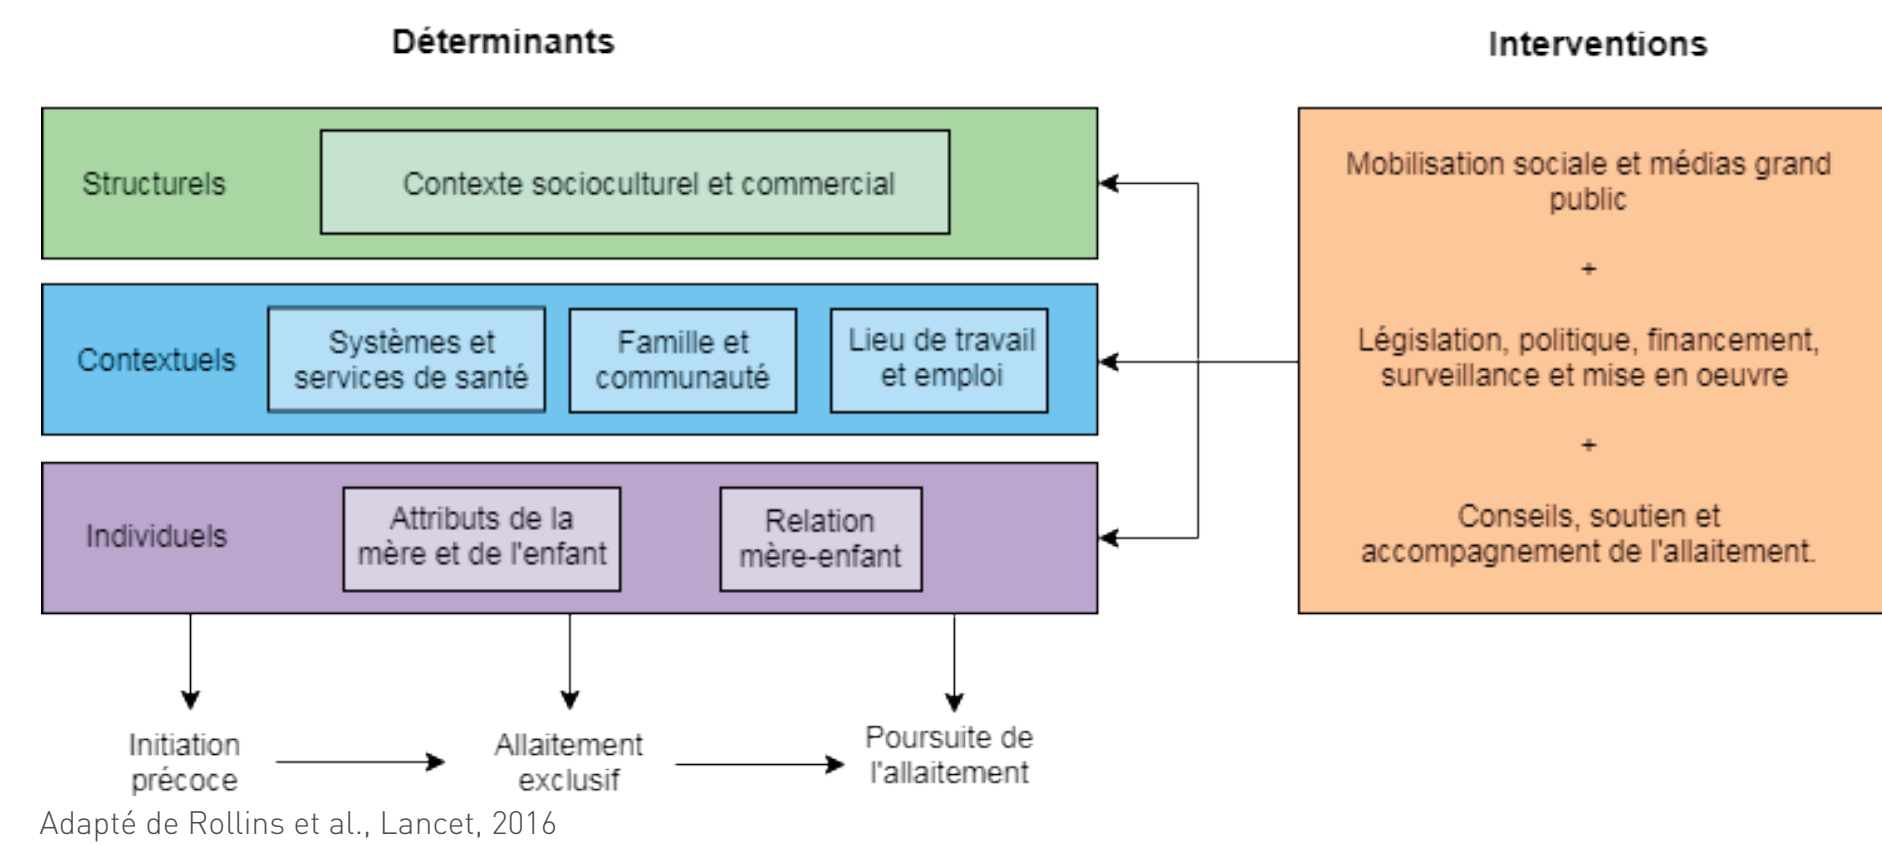 Déterminants
Interventions
Structurels
Contexte socioculturel et commercial
Contextuels
Systèmes et
services de santé
Famille et
communauté
Lieu de travail
et emploi
Individuels
Attributs de la
mère et de l'enfant
Relation
mère-enfant
Mobilisation sociale et médias grand
public
+
Législation, politique, financement,
surveillance et mise en oeuvre
+
Conseils, soutien et
accompagnement de l'allaitement.
Initiation
précoce
Allaitement
exclusif
Poursuite de
l'allaitement
Adapté de Rollins et al., Lancet, 2016